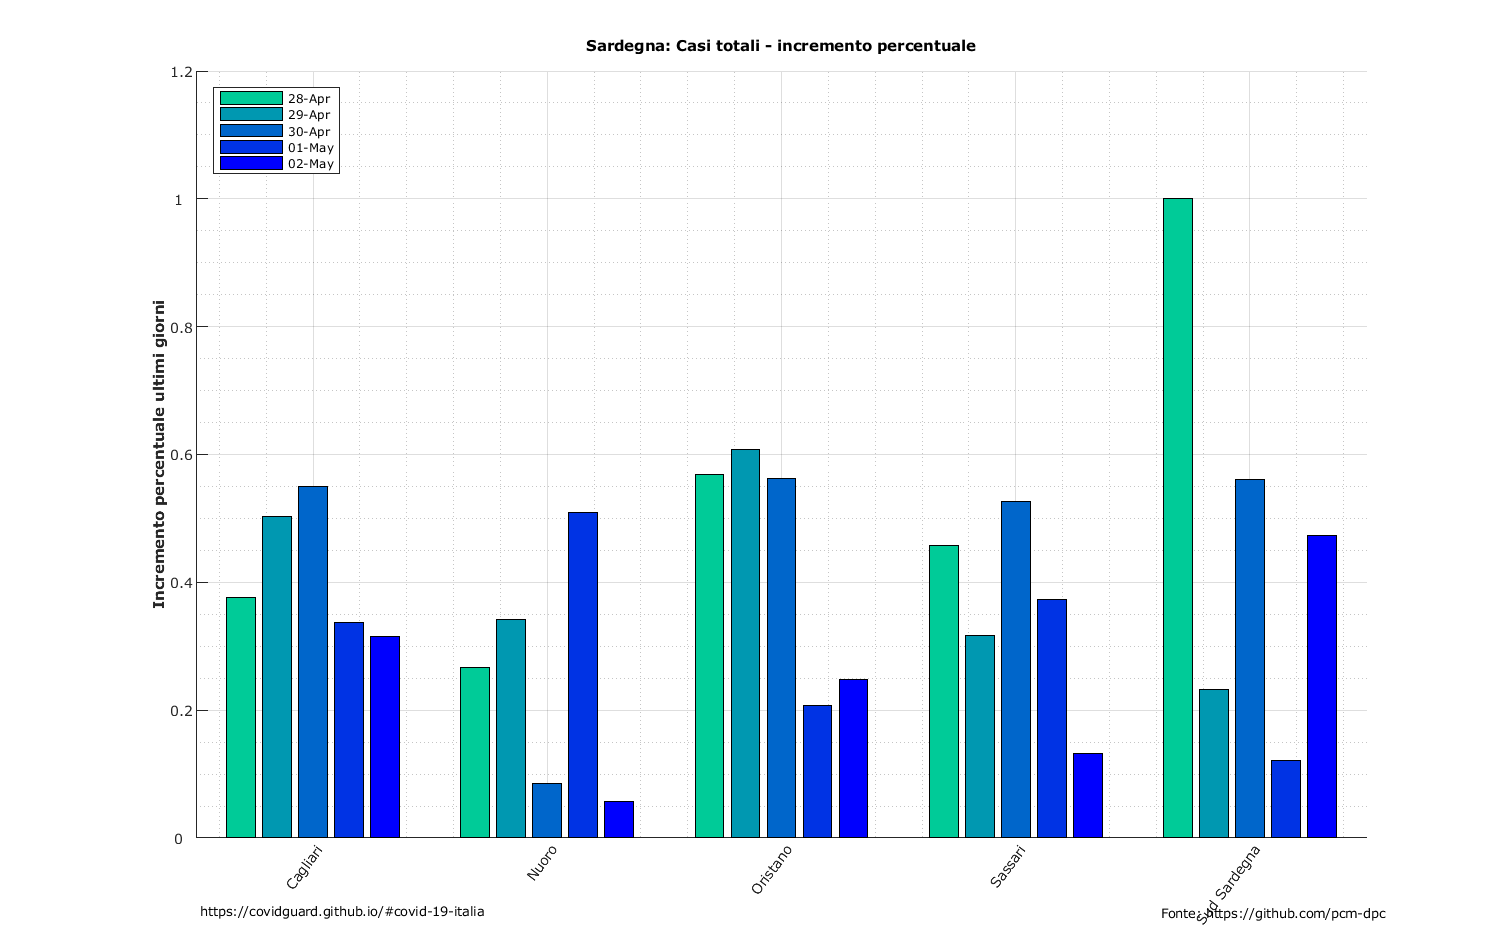 Sardegna: Casi totali - incremento percentuale
1.2
1
0.8
0.6
0.4
0.2
0
Incremento percentuale ultimi giorni
28-Apr
29-Apr
30-Apr
01-May
02-May
Cagliari
Nuoro
Oristano
Sassari
Sud Sardegna
https://covidguard.github.io/#covid-19-italia
Fonte: https://github.com/pcm-dpc